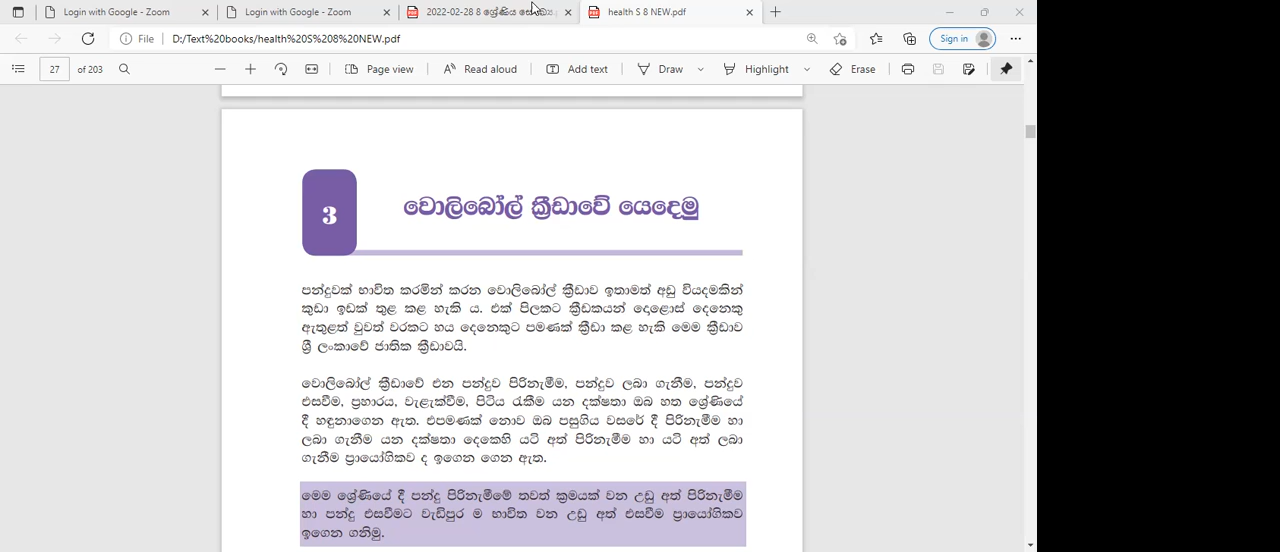 Login with Google - Zoom
Login with Google - Zoom
2022-02-28 8 ශ්‍රේණිය
health S 8 NEW.pdf
File
D:/Text%20books/health%20S%208%20NEW.pdf
Sign in
27 of 203
Page view
Read aloud
Add text
Draw
Highlight
Erase
3
වොලිබෝල් ක්‍රීඩාවේ යෙදෙමු
පන්දුවක් භාවිත කරමින් කරන වොලිබෝල් ක්‍රීඩාව ඉතාමත් අඩු වියදමකින්
කුඩා ඉඩක් තුළ කළ හැකි ය. එක් පිලකට ක්‍රීඩකයන් දොළොස් දෙනෙකු
ඇතුළත් වුවත් වරකට හය දෙනෙකුට පමණක් ක්‍රීඩා කළ හැකි මෙම ක්‍රීඩාව
ශ්‍රී ලංකාවේ ජාතික ක්‍රීඩාවයි.
වොලිබෝල් ක්‍රීඩාවේ එන පන්දුව පිරිනැමීම, පන්දුව ලබා ගැනීම, පන්දුව
එසවීම, ප්‍රහාරය, වැළැක්වීම, පිටිය රැකීම යන දක්ෂතා ඔබ හත ශ්‍රේණියේ
දී හඳුනාගෙන ඇත. එපමණක් නොව ඔබ පසුගිය වසරේ දී පිරිනැමීම හා
ලබා ගැනීම යන දක්ෂතා දෙකෙහි යටි අත් පිරිනැමීම හා යටි අත් ලබා
ගැනීම ප්‍රායෝගිකව ද ඉගෙන ගෙන ඇත.
මෙම ශ්‍රේණියේ දී පන්දු පිරිනැමීමේ තවත් ක්‍රමයක් වන උඩු අත් පිරිනැමීම
හා පන්දු එසවීමට වැඩිපුර ම භාවිත වන උඩු අත් එසවීම ප්‍රායෝගිකව
ඉගෙන ගනිමු.